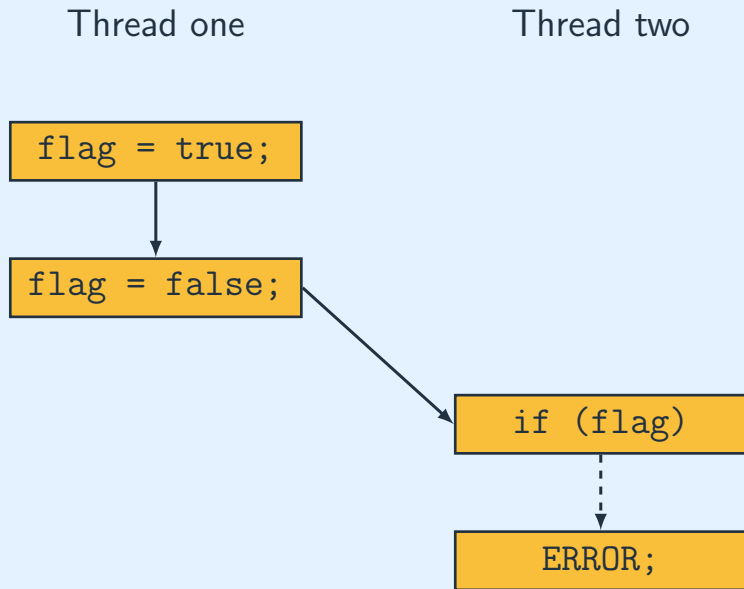 Thread one
Thread two
flag = true;
flag = false;
if (flag)
ERROR;